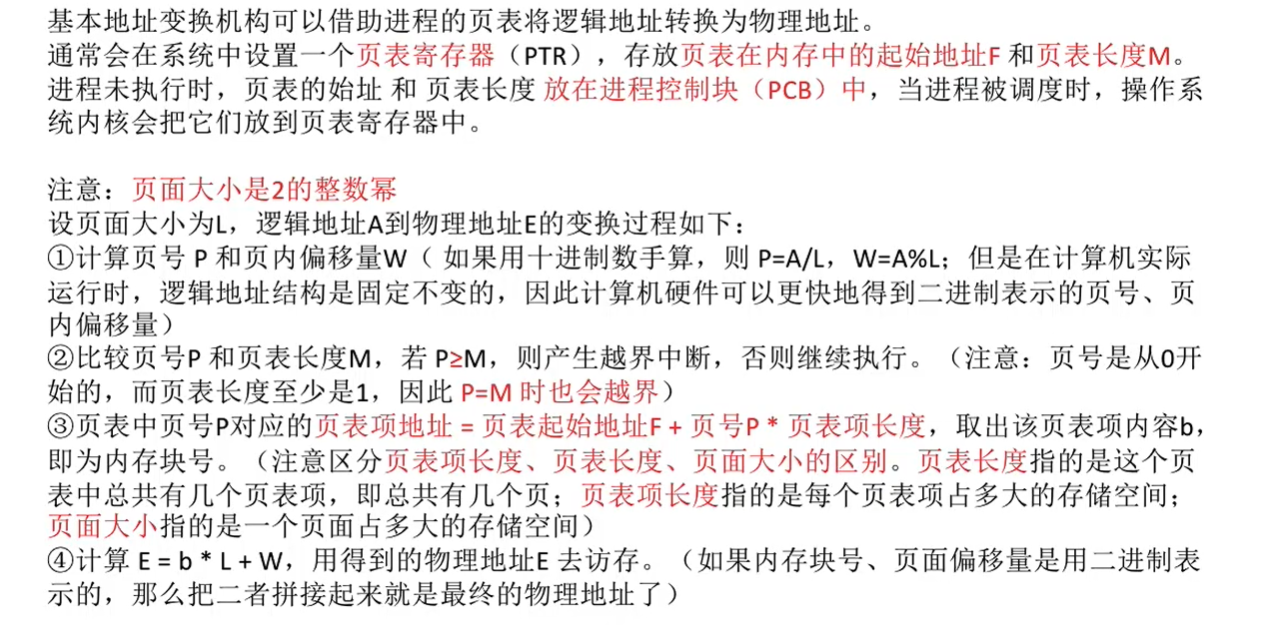 基本地址变换机构可以借助进程的页表将逻辑地址转换为物理地址。
通常会在系统中设置一个页表寄存器（PTR），存放页表在内存中的起始地址F 和页表长度M。
进程未执行时，页表的始址 和 页表长度 放在进程控制块（PCB）中，当进程被调度时，操作系
统内核会把它们放到页表寄存器中。
注意：页面大小是2的整数幂
设页面大小为L，逻辑地址A到物理地址E的变换过程如下：
①计算页号 P 和页内偏移量W（ 如果用十进制数手算，则 P=A/L，W=A%L；但是在计算机实际
运行时，逻辑地址结构是固定不变的，因此计算机硬件可以更快地得到二进制表示的页号、页
内偏移量）
②比较页号P 和页表长度M，若 P≥M，则产生越界中断，否则继续执行。（注意：页号是从0开
始的，而页表长度至少是1，因此 P=M 时也会越界）
③页表中页号P对应的页表项地址 = 页表起始地址F + 页号P * 页表项长度，取出该页表项内容b，
即为内存块号。（注意区分页表项长度、页表长度、页面大小的区别。页表长度指的是这个页
表中总共有几个页表项，即总共有几个页；页表项长度指的是每个页表项占多大的存储空间；
页面大小指的是一个页面占多大的存储空间）
④计算 E = b * L + W，用得到的物理地址E 去访存。（如果内存块号、页面偏移量是用二进制表
示的，那么把二者拼接起来就是最终的物理地址了）